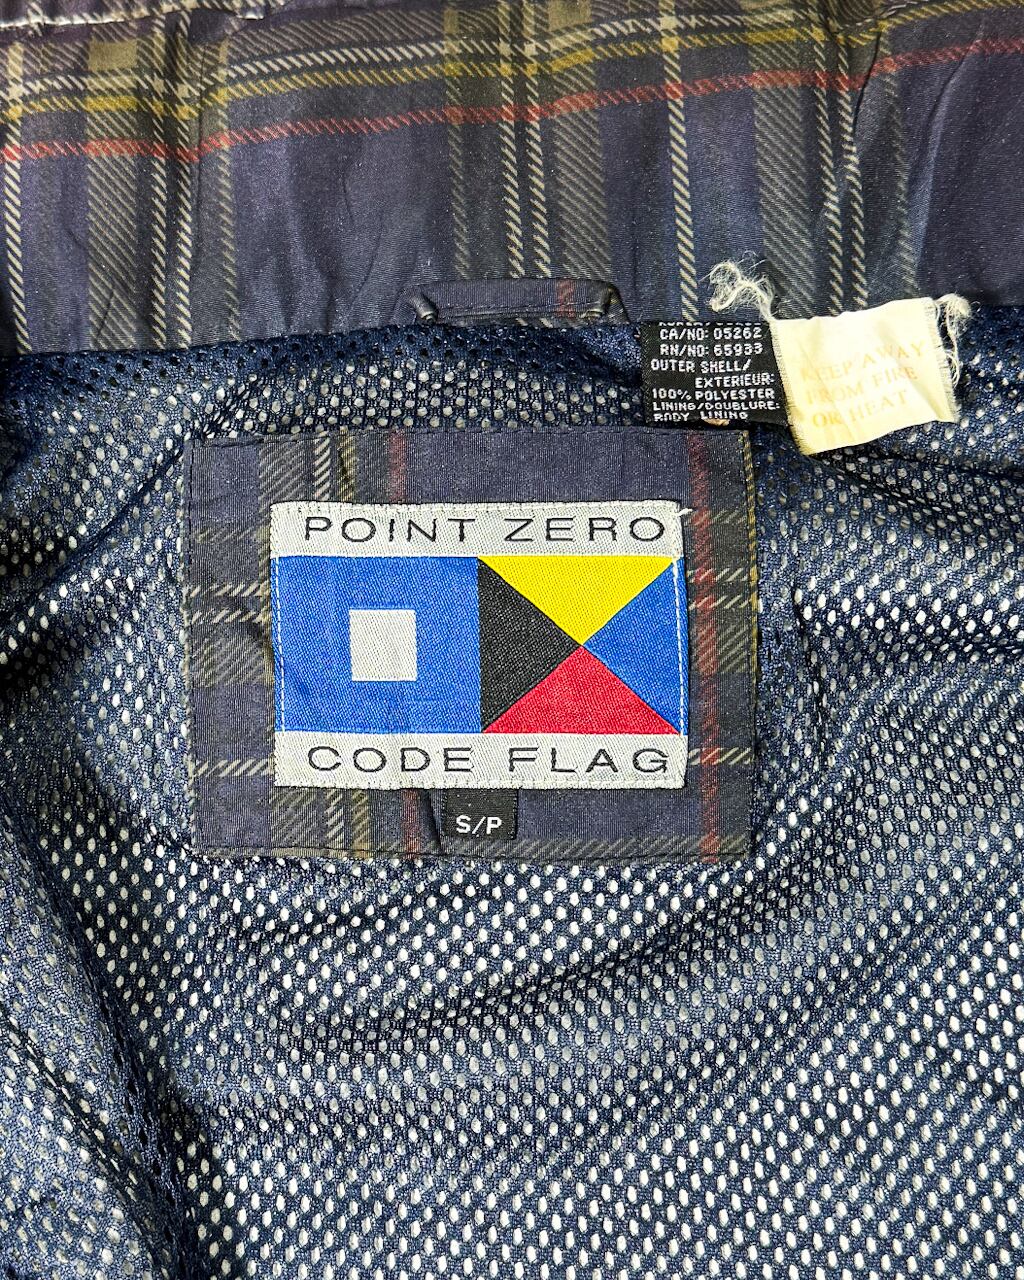 CA/NO: 05262
RN/NO: 65933
OUTER SHELL/
EXTERIEUR:
100% POLYESTER
LINING/DOUBLURE:
BODY LINING
KEEP AWAY
FROM FIRE
OR HEAT
POINT ZERO
CODE FLAG
S/P